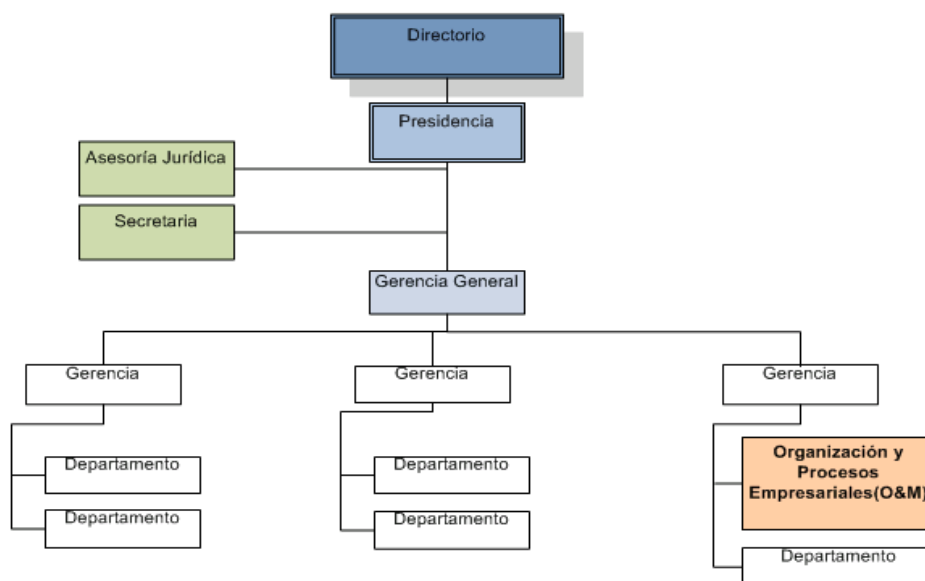 Directorio
Presidencia
Asesoría Jurídica
Secretaria
Gerencia General
Gerencia
Gerencia
Gerencia
Departamento
Departamento
Departamento
Departamento
Organización y
Procesos
Empresariales(O&M)
Departamento